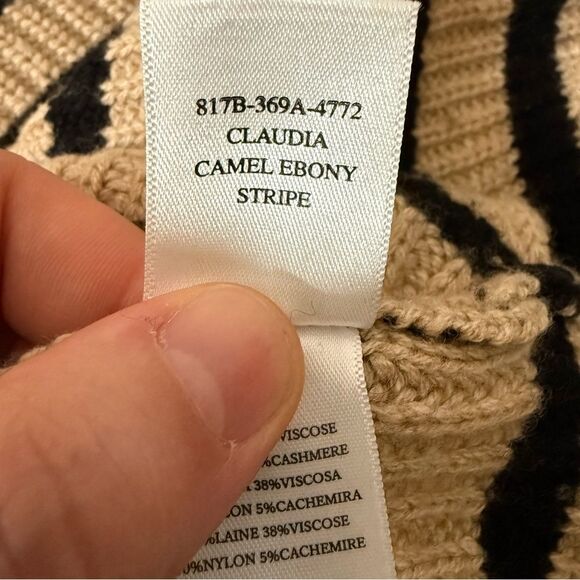 817B-369A-4772
CLAUDIA
CAMEL EBONY
STRIPE
VISCOSE
%CASHMERE
38%VISCOSA
5%CACHEMIRA
%LAINE 38%VISCOSE
0%NYLON 5%CACHEMIRE